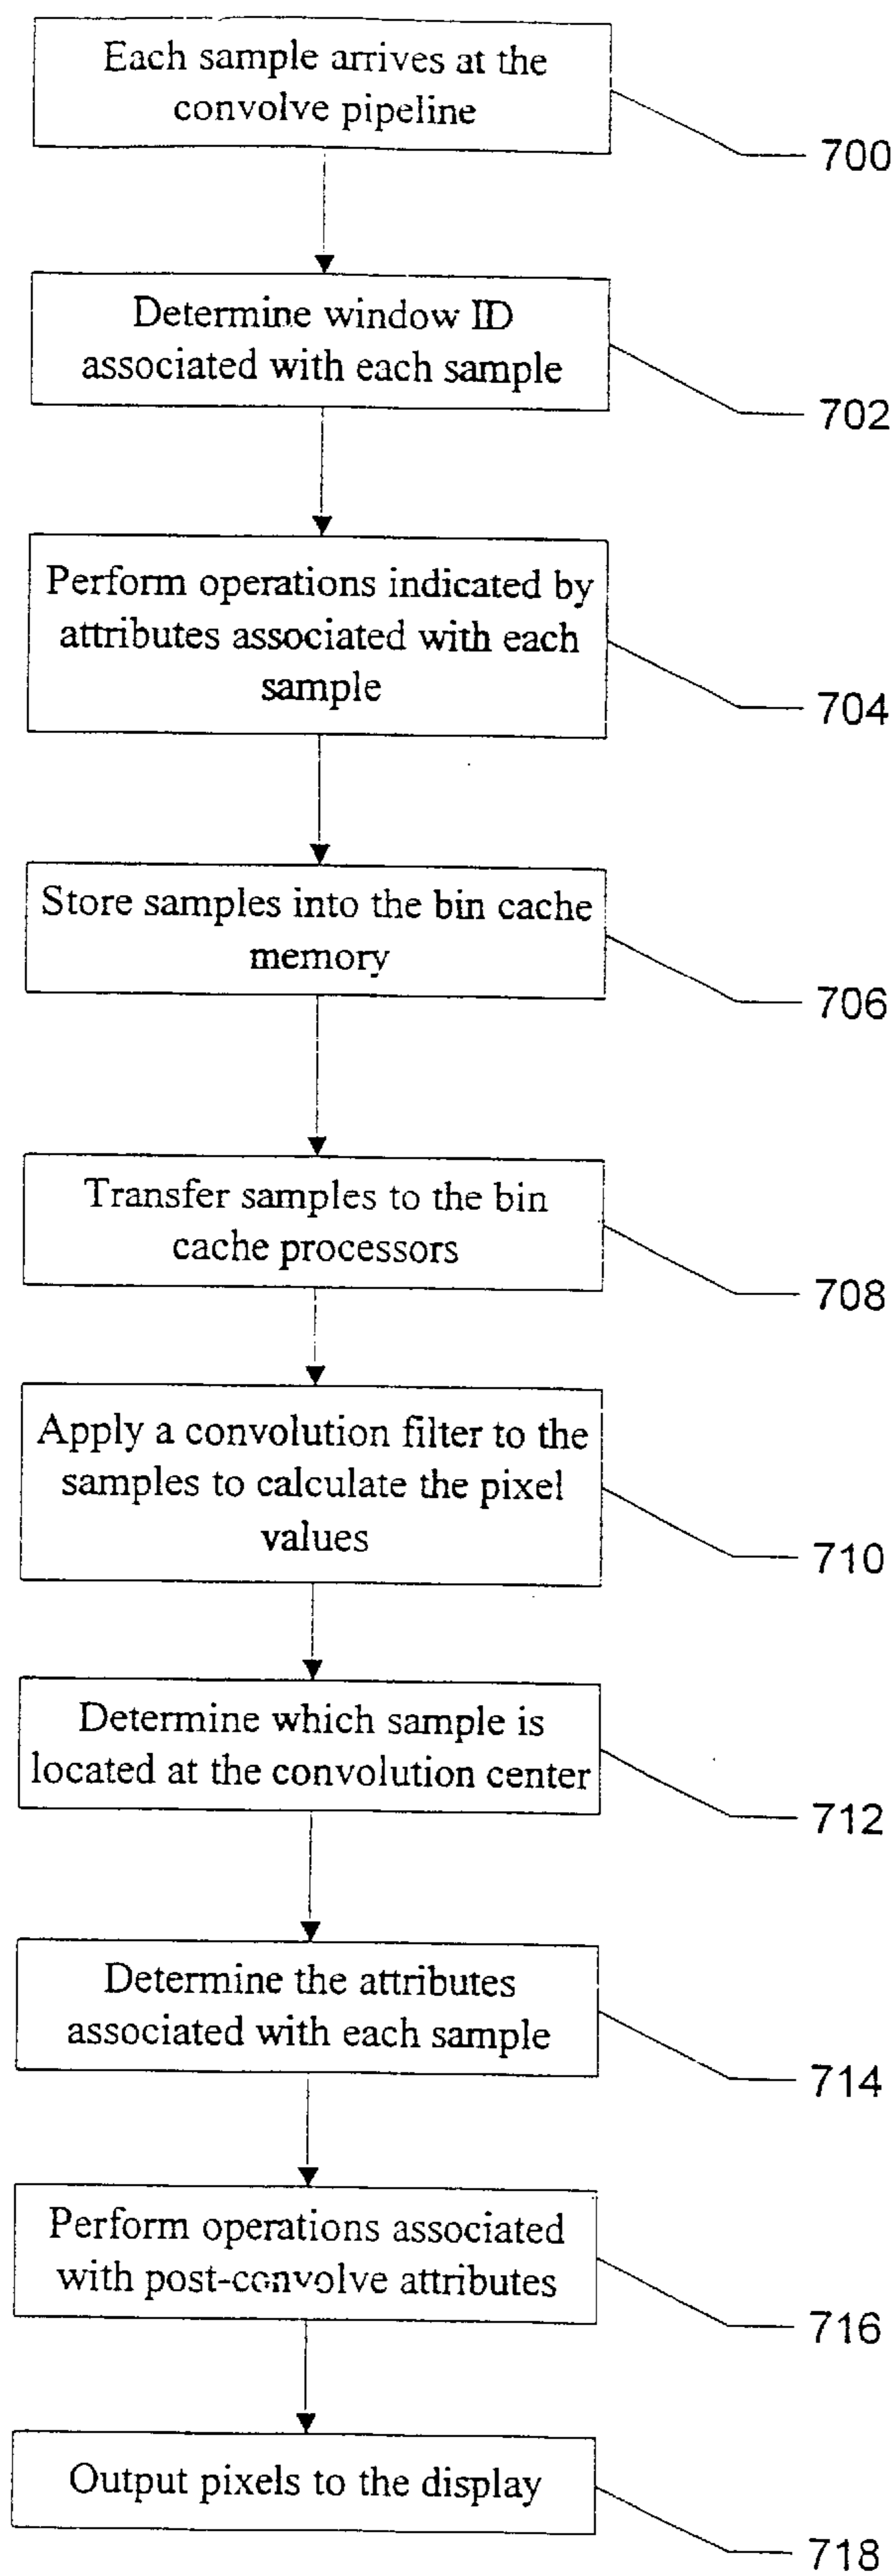 Each sample arrives at the
convolve pipeline
700
Determine window ID
associated with each sample
702
Perform operations indicated by
attributes associated with each
sample
704
Store samples into the bin cache
memory
706
Transfer samples to the bin
cache processors
708
Apply a convolution filter to the
samples to calculate the pixel
values
710
Determine which sample is
located at the convolution center
712
Determine the attributes
associated with each sample
714
Perform operations associated
with post-convolve attributes
716
Output pixels to the display
718